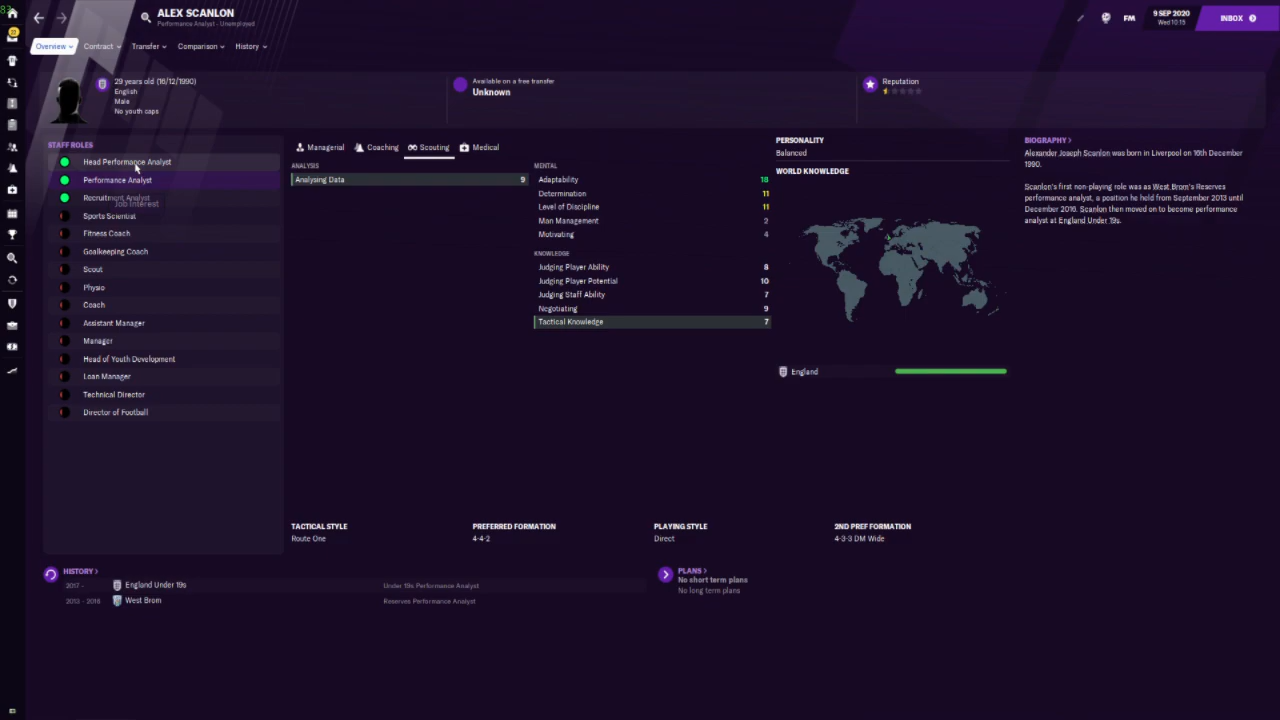 83
ALEX SCANLON
Performance Analyst - Unemployed
FM
9 SEP 2020
Wed 10:15
INBOX
Overview
Contract
Transfer
Comparison
History
29 years old (16/12/1990)
English
Male
No youth caps
Available on a free transfer
Unknown
Reputation
STAFF ROLES
Head Performance Analyst
Performance Analyst
Recruitment Analyst
Job Interest
Sports Scientist
Fitness Coach
Goalkeeping Coach
Scout
Physio
Coach
Assistant Manager
Manager
Head of Youth Development
Loan Manager
Technical Director
Director of Football
Managerial
Coaching
Scouting
Medical
ANALYSIS
Analysing Data 9
MENTAL
Adaptability 18
Determination 11
Level of Discipline 11
Man Management 2
Motivating 4
KNOWLEDGE
Judging Player Ability 8
Judging Player Potential 10
Judging Staff Ability 7
Negotiating 9
Tactical Knowledge 7
PERSONALITY
Balanced
WORLD KNOWLEDGE
England
BIOGRAPHY >
Alexander Joseph Scanlon was born in Liverpool on 16th December
1990.
Scanlon's first non-playing role was as West Brom's Reserves
performance analyst, a position he held from September 2013 until
December 2016. Scanlon then moved on to become performance
analyst at England Under 19s.
TACTICAL STYLE
Route One
PREFERRED FORMATION
4-4-2
PLAYING STYLE
Direct
2ND PREF FORMATION
4-3-3 DM Wide
HISTORY >
2017 - England Under 19s Under 19s Performance Analyst
2013 - 2016 West Brom Reserves Performance Analyst
PLANS >
No short term plans
No long term plans